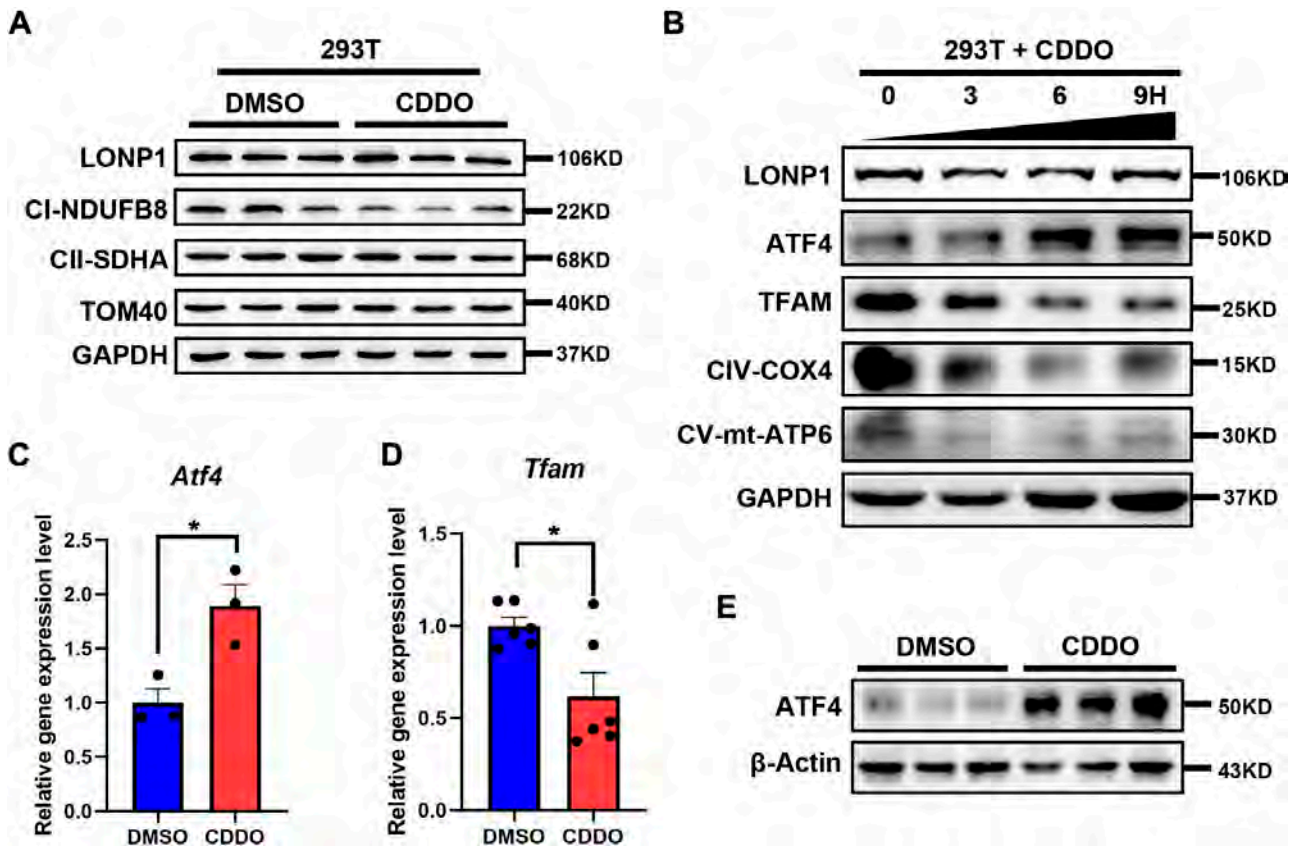 A
293T
DMSO CDDO
LONP1 106KD
CI-NDUFB8 22KD
CII-SDHA 68KD
TOM40 40KD
GAPDH 37KD
B
293T + CDDO
0 3 6 9H
LONP1 106KD
ATF4 50KD
TFAM 25KD
CIV-COX4 15KD
CV-mt-ATP6 30KD
GAPDH 37KD
C
Atf4
Relative gene expression level
2.5
2.0
1.5
1.0
0.5
0.0
*
DMSO CDDO
D
Tfam
Relative gene expression level
1.5
1.0
0.5
0.0
*
DMSO CDDO
E
DMSO CDDO
ATF4 50KD
β-Actin 43KD